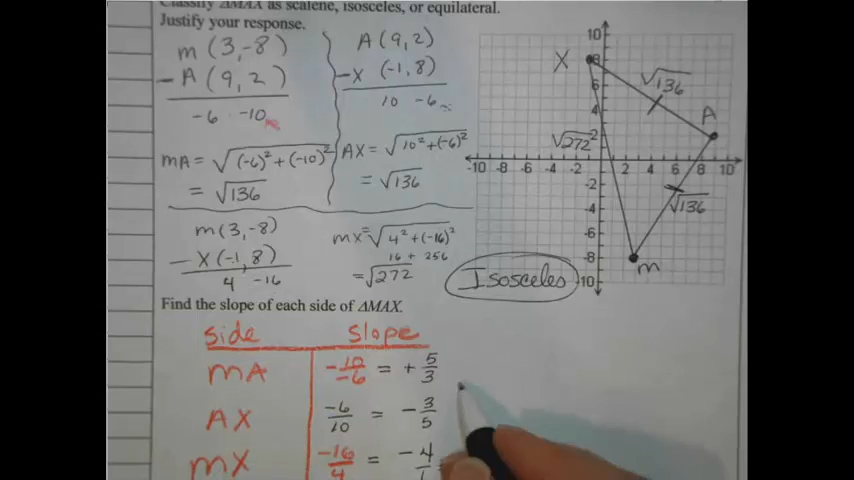 Classify ΔMAX as scalene, isosceles, or equilateral.
Justify your response.
m (3,-8)
- A (9, 2)
-6 -10
mA = √(-6)² + (-10)²
= √136
A (9, 2)
- X (-1, 8)
10 -6
AX = √10² + (-6)²
= √136
m (3, -8)
- X (-1, 8)
4 -16
mX = √4² + (-16)²
16 + 256
= √272
Isosceles
X
A
m
√136
√272
√136
10
8
6
4
2
-10 -8 -6 -4 -2 2 4 6 8 10
-2
-4
-6
-8
-10
Find the slope of each side of ΔMAX.
side slope
mA -10/-6 = + 5/3
AX -6/10 = - 3/5
mX -16/4 = - 4/1